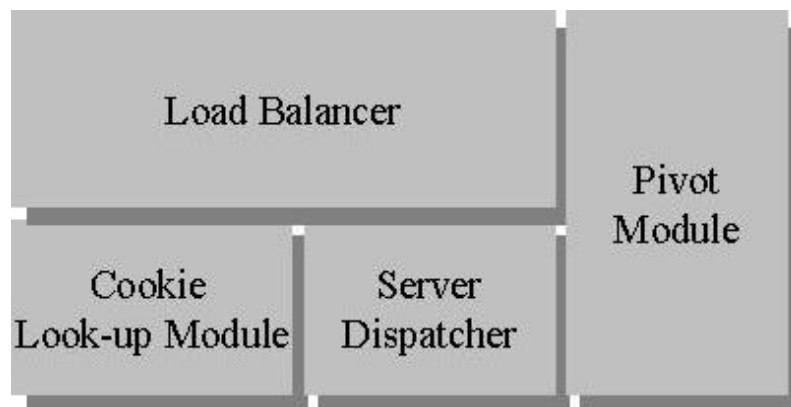 Load Balancer
Pivot
Module
Cookie
Look-up Module
Server
Dispatcher